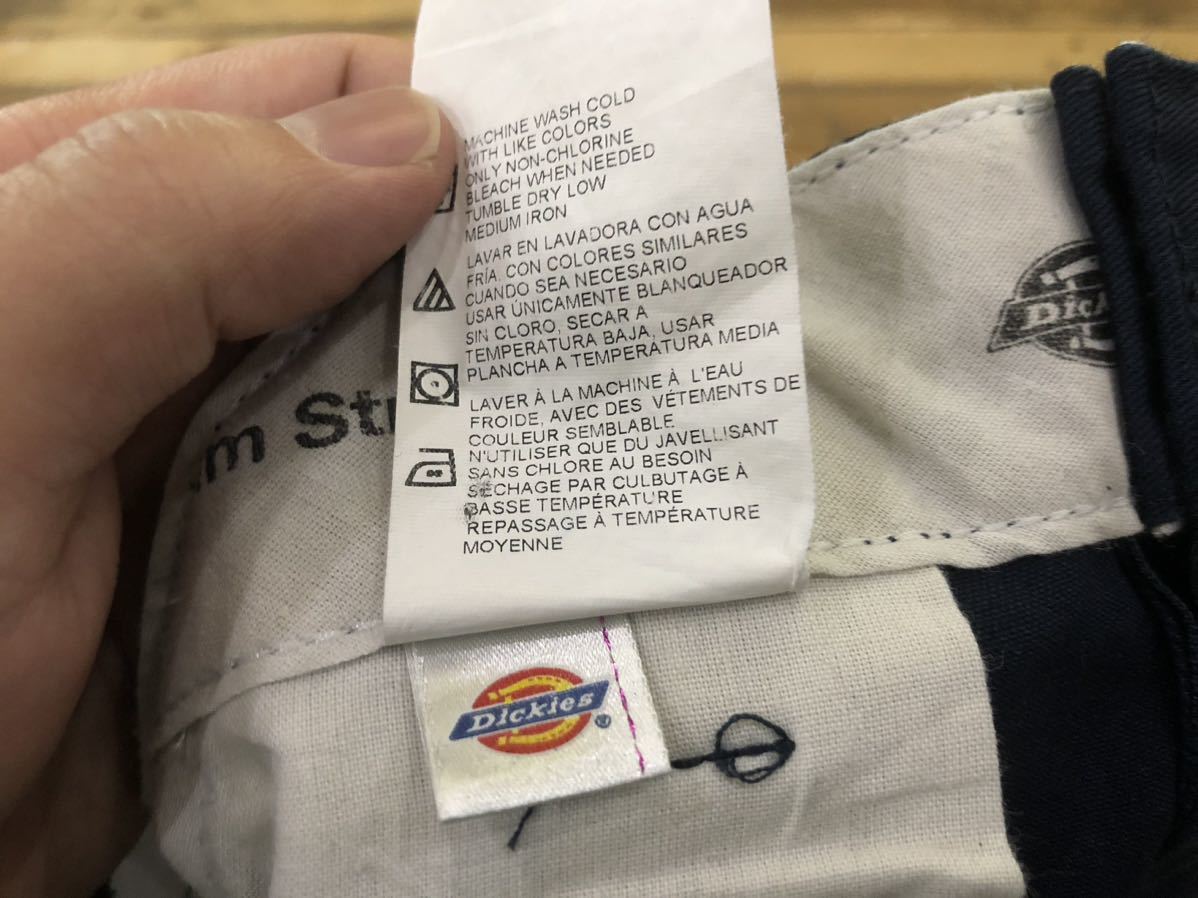 MACHINE WASH COLD
WITH LIKE COLORS
ONLY NON-CHLORINE
BLEACH WHEN NEEDED
TUMBLE DRY LOW
MEDIUM IRON
LAVAR EN LAVADORA CON AGUA
FRÍA. CON COLORES SIMILARES
CUANDO SEA NECESARIO
USAR ÚNICAMENTE BLANQUEADOR
SIN CLORO, SECAR A
TEMPERATURA BAJA, USAR
PLANCHA A TEMPERATURA MEDIA
LAVER À LA MACHINE À L'EAU
FROIDE, AVEC DES VÉTEMENTS DE
COULEUR SEMBLABLE
N'UTILISER QUE DU JAVELLISANT
SANS CHLORE AU BESOIN
SÉCHAGE PAR CULBUTAGE À
BASSE TEMPÉRATURE
REPASSAGE À TEMPÉRATURE
MOYENNE
Dickies®